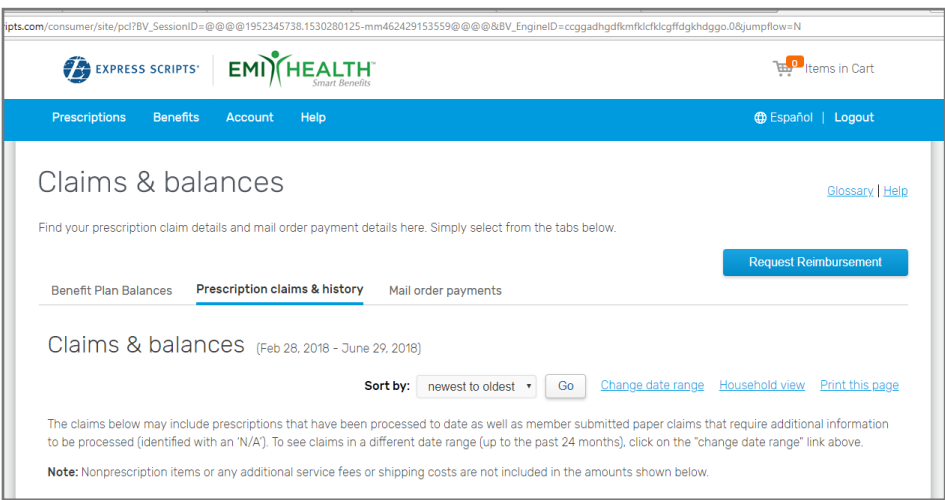 ipts.com/consumer/site/pcl?BV_SessionID=@@@@1952345738.1530280125-mm462429153559@@@@&BV_EngineID=ccggadhgdfkmfklcfklcgffdgkhdggo.0&jumpflow=N
EXPRESS SCRIPTS® EMI HEALTH™ 0 Items in Cart
Smart Benefits
Prescriptions Benefits Account Help Español | Logout
Claims & balances
Glossary | Help
Find your prescription claim details and mail order payment details here. Simply select from the tabs below.
Request Reimbursement
Benefit Plan Balances Prescription claims & history Mail order payments
Claims & balances (Feb 28, 2018 - June 29, 2018)
Sort by: newest to oldest Go Change date range Household view Print this page
The claims below may include prescriptions that have been processed to date as well as member submitted paper claims that require additional information
to be processed (identified with an 'N/A'). To see claims in a different date range (up to the past 24 months), click on the "change date range" link above.
Note: Nonprescription items or any additional service fees or shipping costs are not included in the amounts shown below.